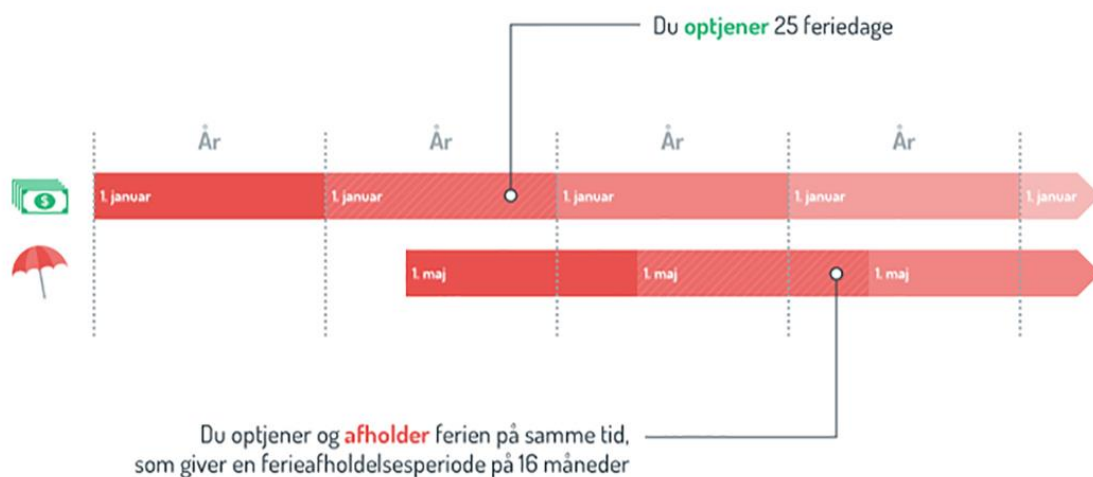 Du optjener 25 feriedage
År År År År
1. januar 1. januar 1. januar 1. januar 1. januar
1. maj 1. maj 1. maj
Du optjener og afholder ferien på samme tid,
som giver en ferieafholdelsesperiode på 16 måneder